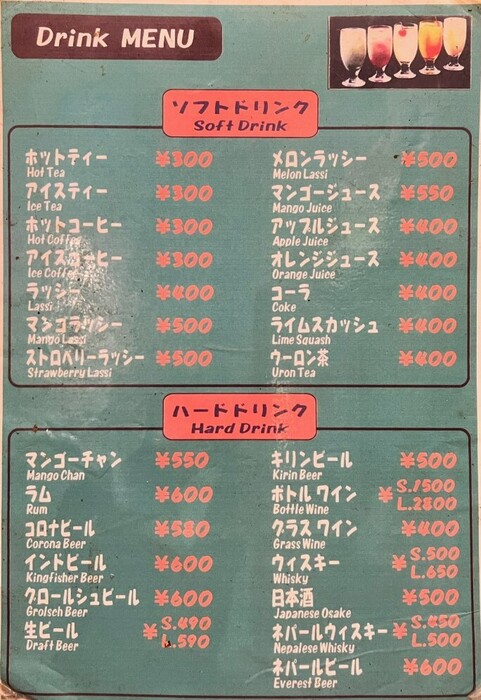 Drink MENU
ソフトドリンク
Soft Drink
ホットティー ¥300
Hot Tea
アイスティー ¥300
Ice Tea
ホットコーヒー ¥300
Hot Coffee
アイスコーヒー ¥300
Ice Coffee
ラッシー ¥400
Lassi
マンゴラッシー ¥500
Mango Lassi
ストロベリーラッシー ¥500
Strawberry Lassi
メロンラッシー ¥500
Melon Lassi
マンゴージュース ¥550
Mango Juice
アップルジュース ¥400
Apple Juice
オレンジジュース ¥400
Orange Juice
コーラ ¥400
Coke
ライムスカッシュ ¥400
Lime Squash
ウーロン茶 ¥400
Uron Tea
ハードドリンク
Hard Drink
マンゴーチャン ¥550
Mango Chan
ラム ¥600
Rum
コロナビール ¥580
Corona Beer
インドビール ¥600
Kingfisher Beer
グロールシュビール ¥600
Grolsch Beer
生ビール ¥ S.490 L.590
Draft Beer
キリンビール ¥500
Kirin Beer
ボトル ワイン ¥ S.1500 L.2800
Bottle Wine
グラス ワイン ¥400
Grass Wine
ウィスキー ¥ S.500 L.650
Whisky
日本酒 ¥500
Japanese Osake
ネパールウィスキー ¥ S.450 L.500
Nepalese Whisky
ネパールビール ¥600
Everest Beer